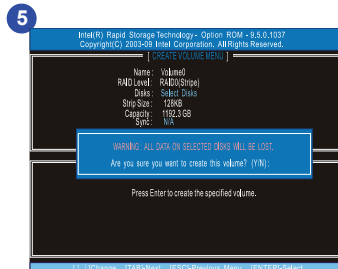 5
Intel(R) Rapid Storage Technology - Option ROM - 9.5.0.1037
Copyright(C) 2003-09 Intel Corporation. All Rights Reserved.
[ CREATE VOLUME MENU ]
Name : Volume0
RAID Level : RAID0(Stripe)
Disks : Select Disks
Strip Size : 128KB
Capacity : 1192.3 GB
Sync : N/A
WARNING: ALL DATA ON SELECTED DISKS WILL BE LOST.
Are you sure you want to create this volume? (Y/N) :
Press Enter to create the specified volume.
[ ]Change [TAB]-Next [ESC]-Previous Menu [ENTER]-Select